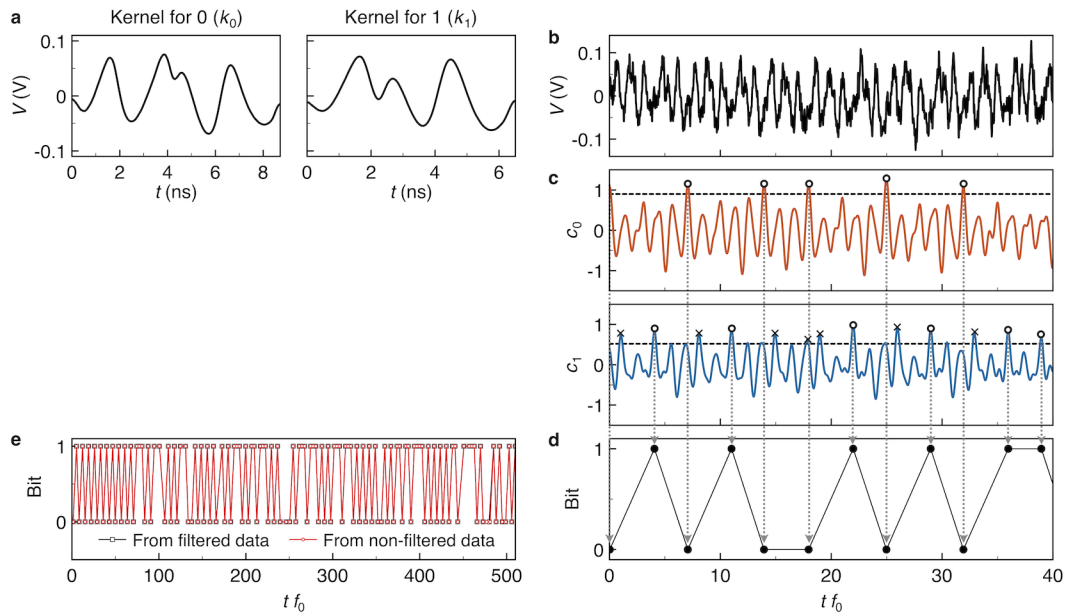 a
Kernel for 0 (k0)
Kernel for 1 (k1)
0.1
0
-0.1
V (V)
0 2 4 6 8
t (ns)
0 2 4 6
t (ns)
b
0.1
0
-0.1
V (V)
c
1
0
-1
c0
1
0
-1
c1
d
1
0
Bit
0 10 20 30 40
t f0
e
1
0
Bit
From filtered data
From non-filtered data
0 100 200 300 400 500
t f0